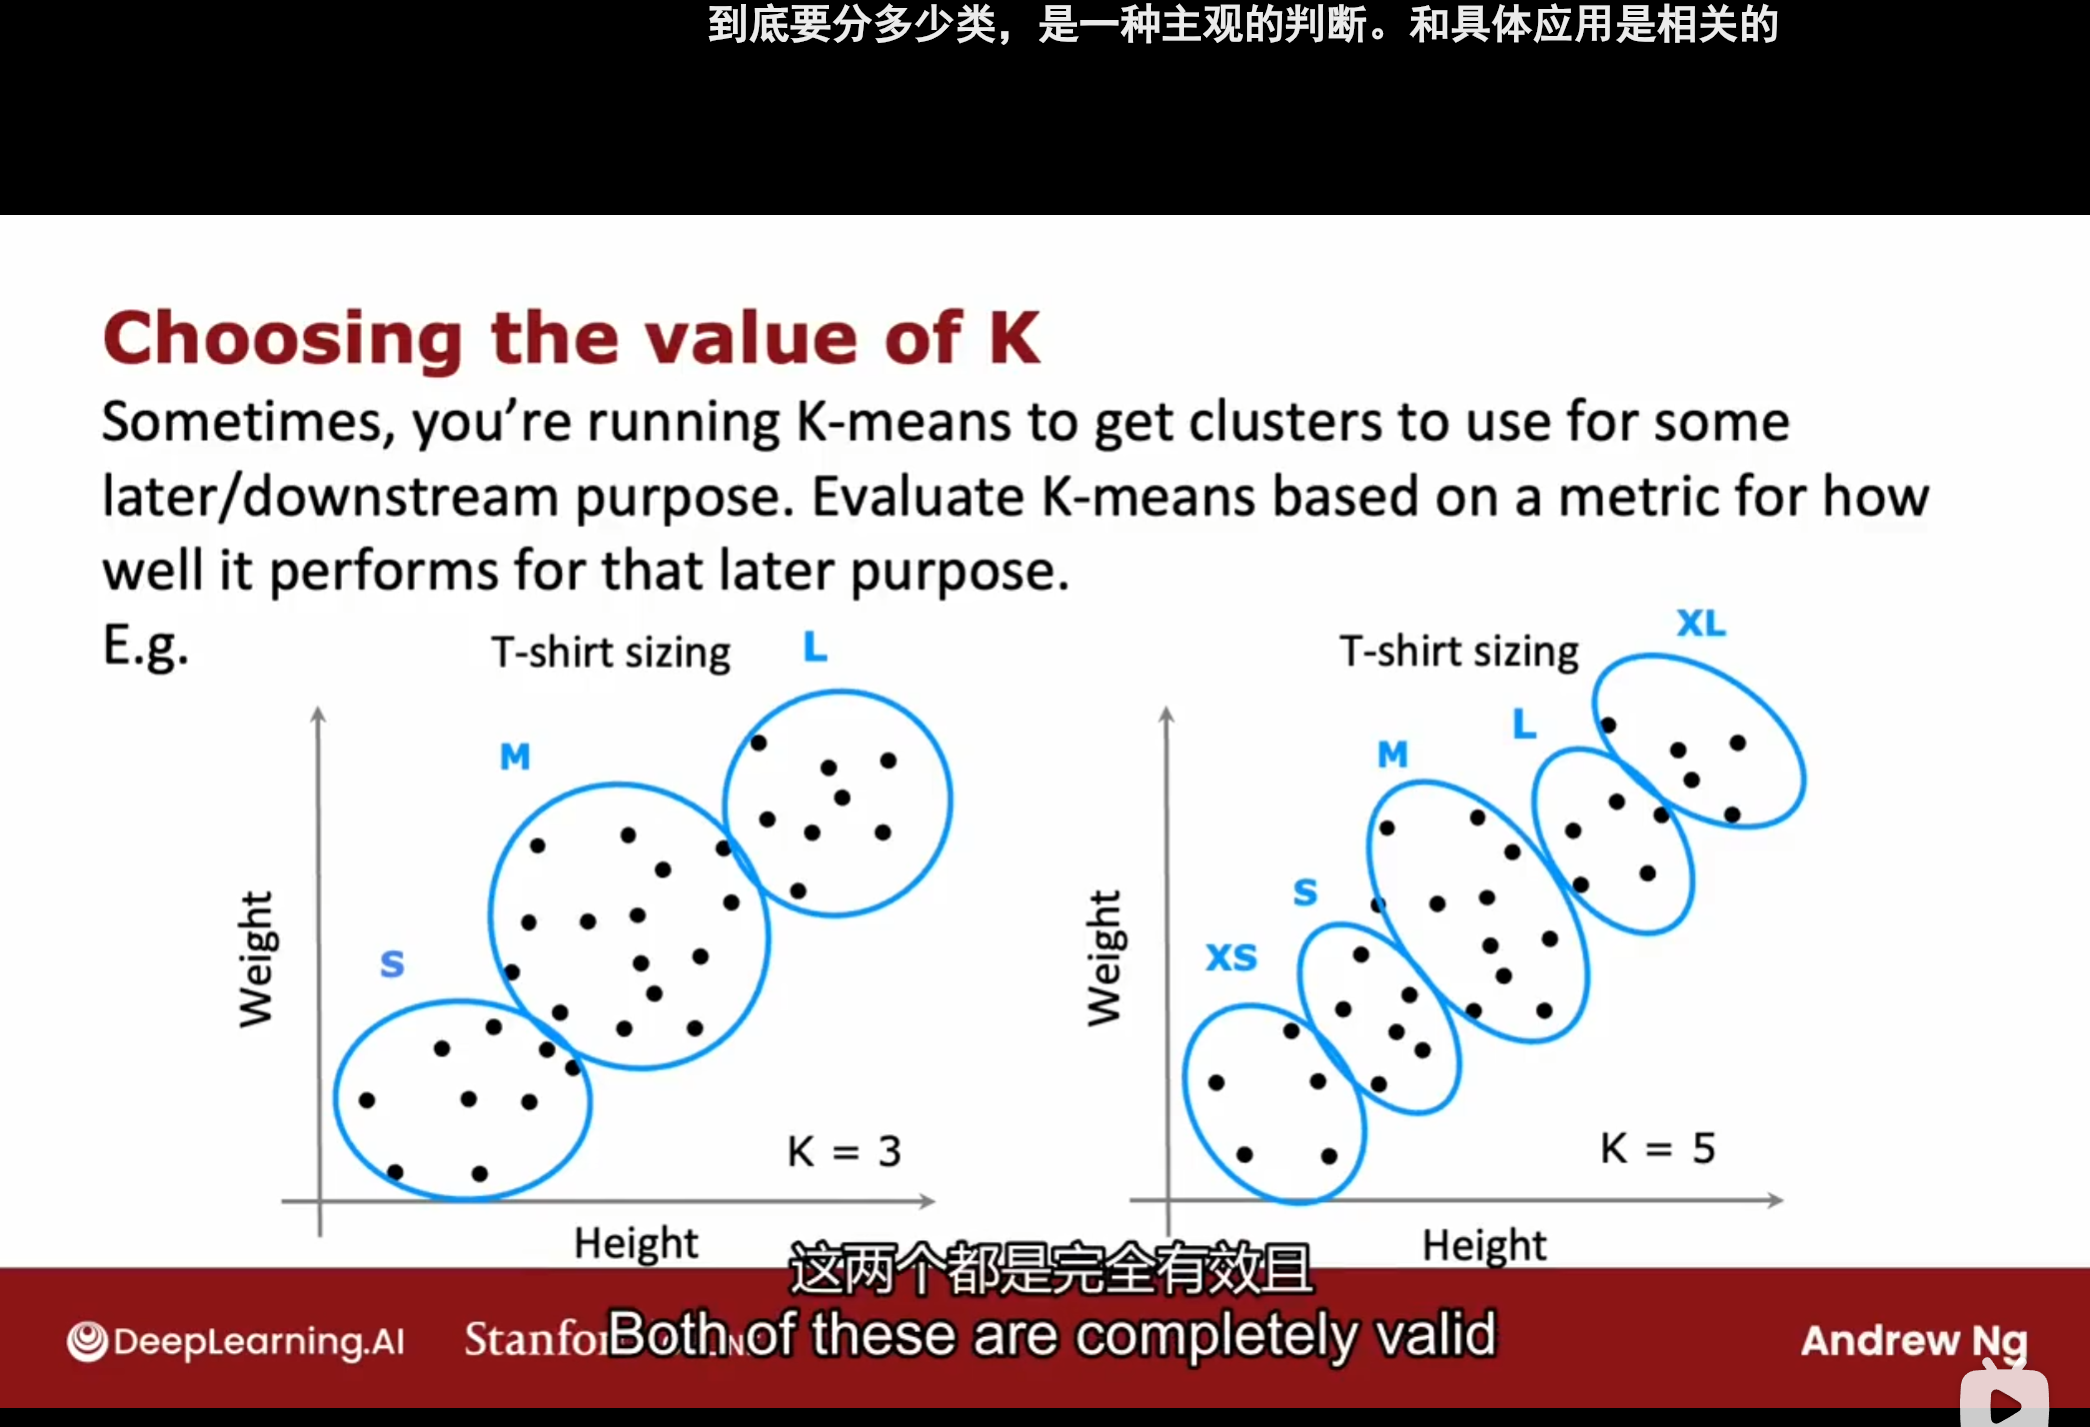 到底要分多少类，是一种主观的判断。和具体应用是相关的
Choosing the value of K
Sometimes, you’re running K-means to get clusters to use for some
later/downstream purpose. Evaluate K-means based on a metric for how
well it performs for that later purpose.
E.g.
T-shirt sizing
L
M
S
Weight
K = 3
Height
T-shirt sizing
XL
L
M
S
XS
Weight
K = 5
Height
这两个都是完全有效且
Both of these are completely valid
DeepLearning.AI
Andrew Ng